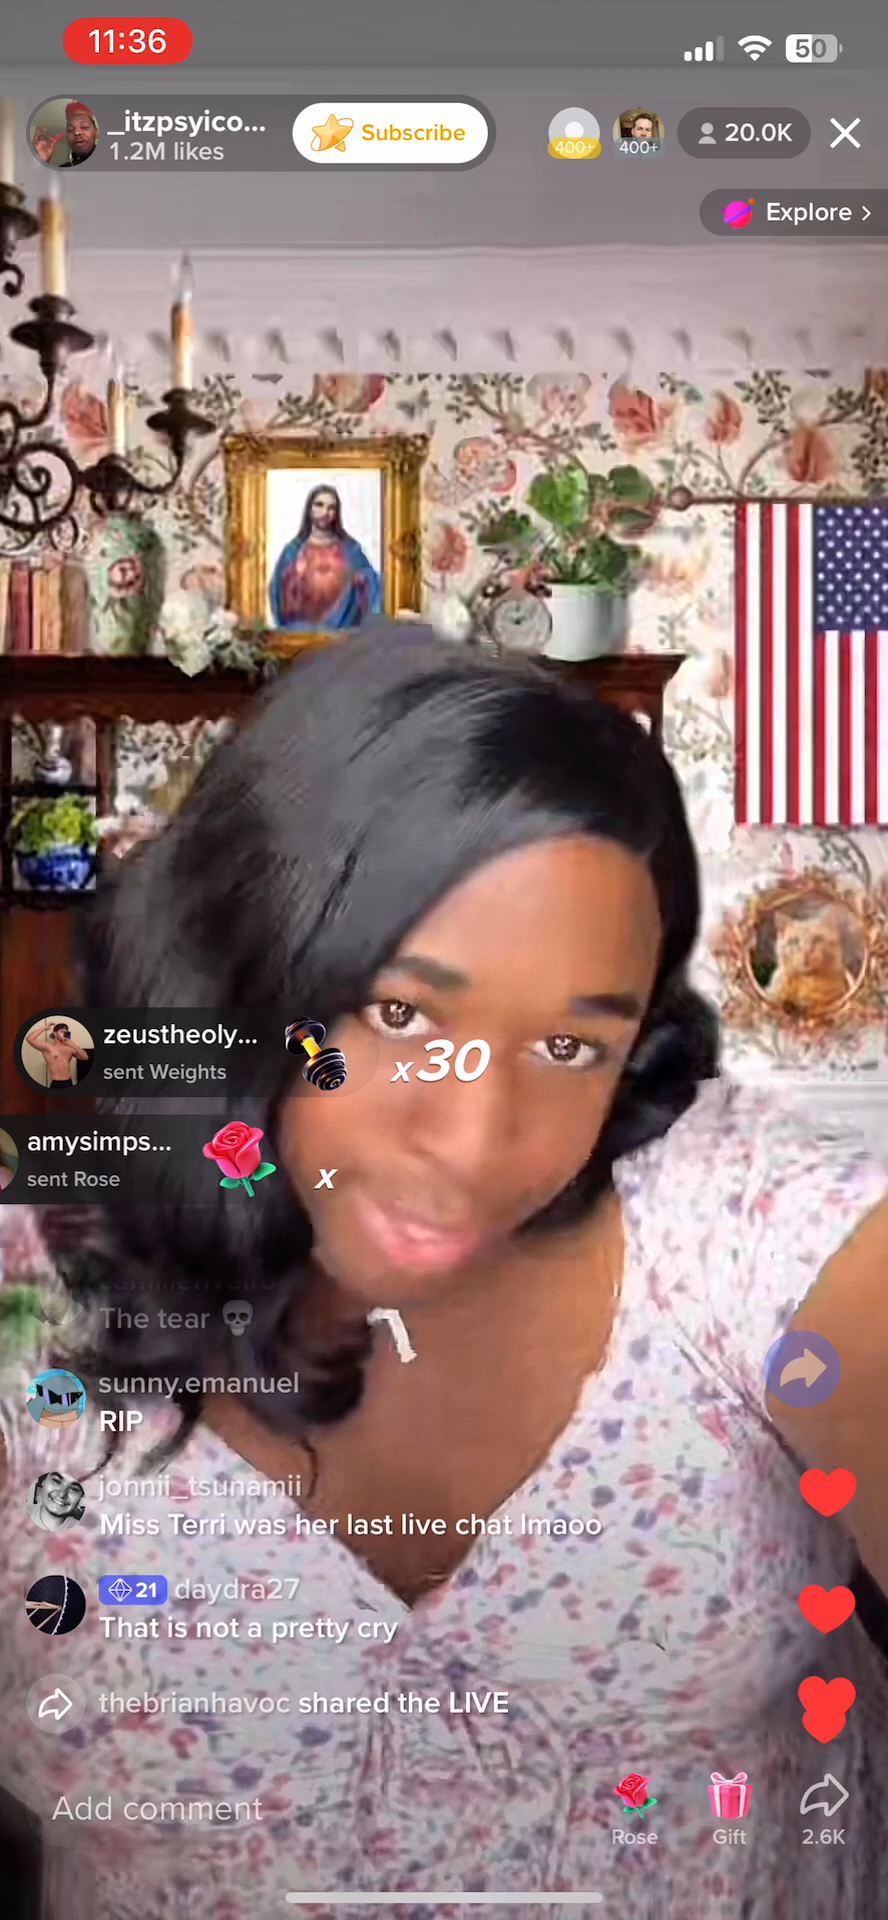 11:36
50
_itzpsyico...
1.2M likes
Subscribe
400+
400+
20.0K
Explore >
zeustheoly...
sent Weights
x30
amysimps...
sent Rose
x
The tear 💀
sunny.emanuel
RIP
jonnii_tsunamii
Miss Terri was her last live chat lmaoo
21 daydra27
That is not a pretty cry
thebrianhavoc shared the LIVE
Add comment
Rose
Gift
2.6K